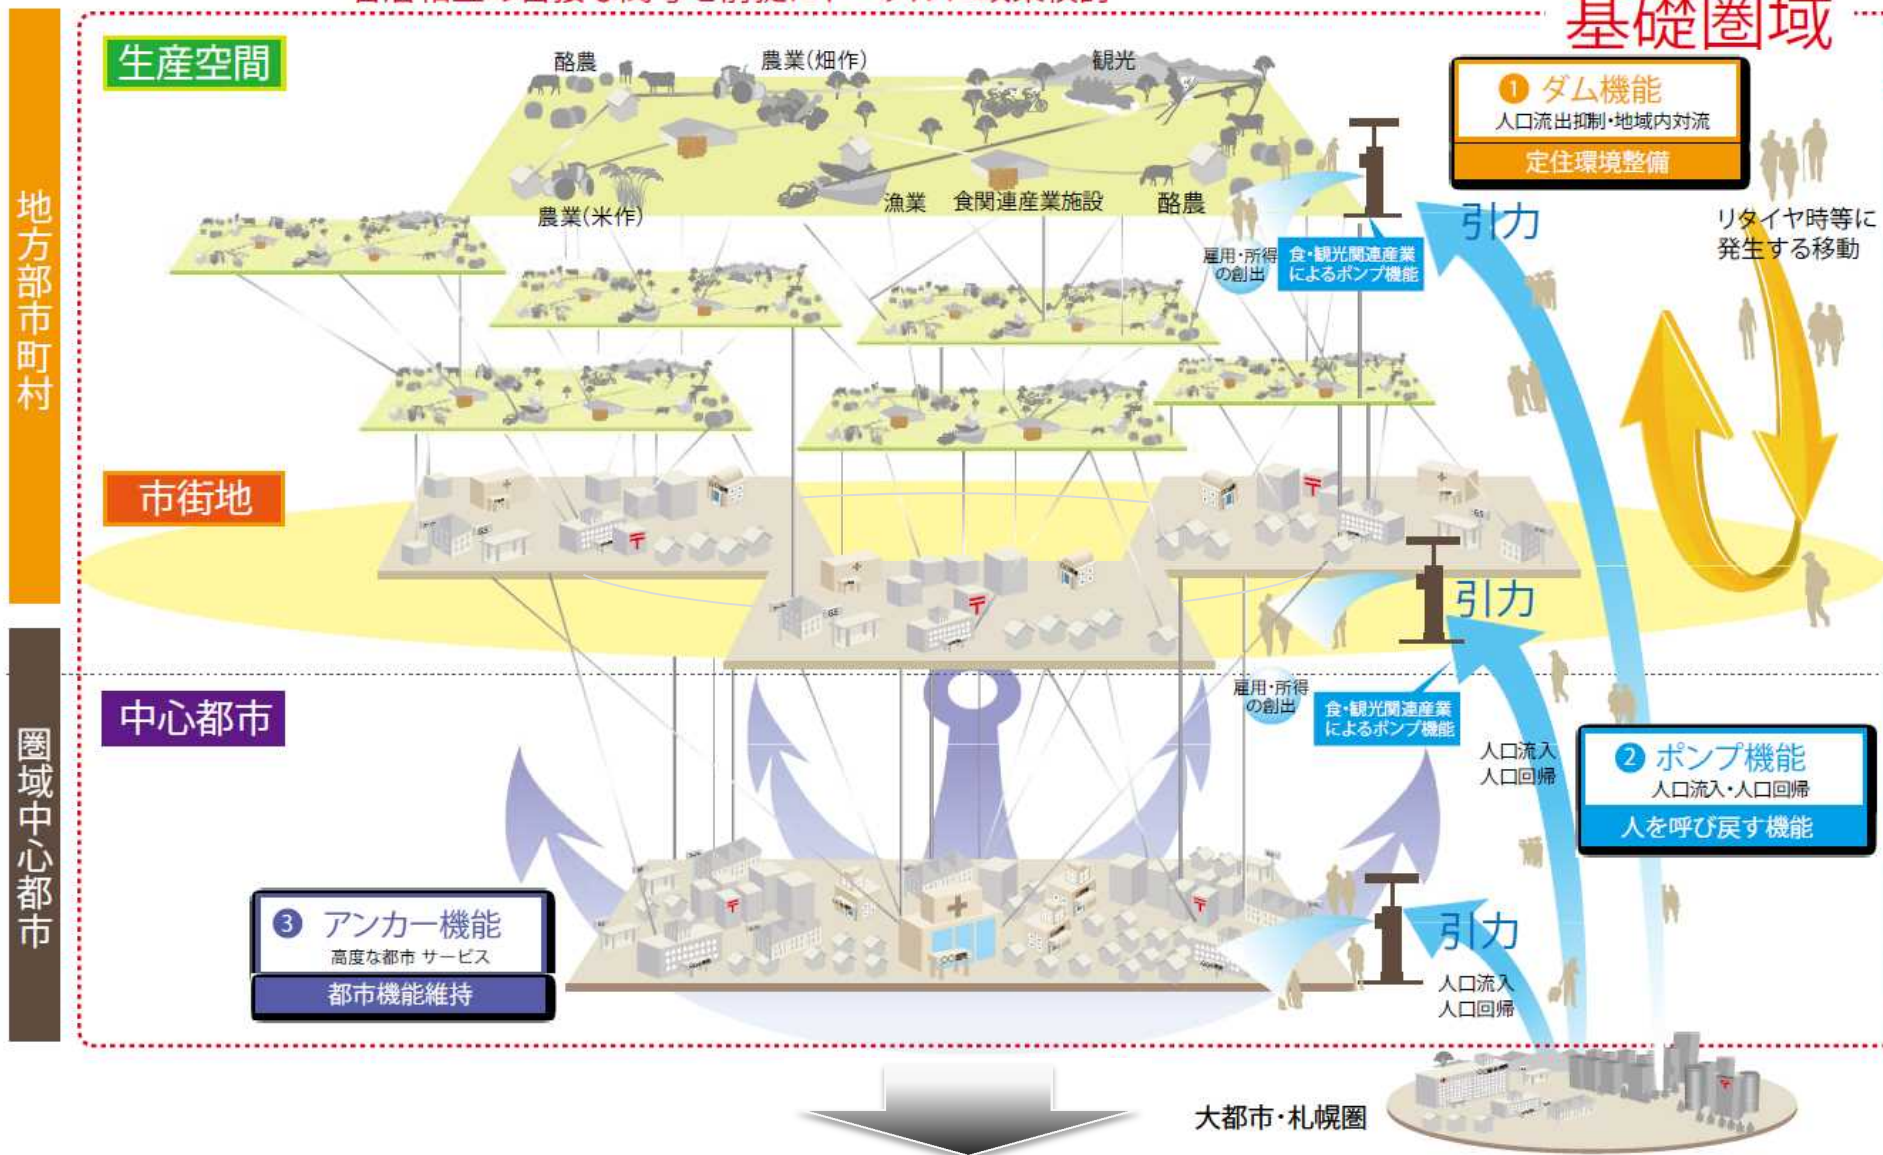 基礎圏域
地方部市町村
生産空間
酪農
農業(畑作)
観光
農業(米作)
漁業
食関連産業施設
酪農
❶ ダム機能
人口流出抑制・地域内対流
定住環境整備
引力
リタイヤ時等に
発生する移動
雇用・所得
の創出
食・観光関連産業
によるポンプ機能
市街地
引力
圏域中心都市
中心都市
雇用・所得
の創出
食・観光関連産業
によるポンプ機能
人口流入
人口回帰
❷ ポンプ機能
人口流入・人口回帰
人を呼び戻す機能
❸ アンカー機能
高度な都市 サービス
都市機能維持
引力
人口流入
人口回帰
大都市・札幌圏